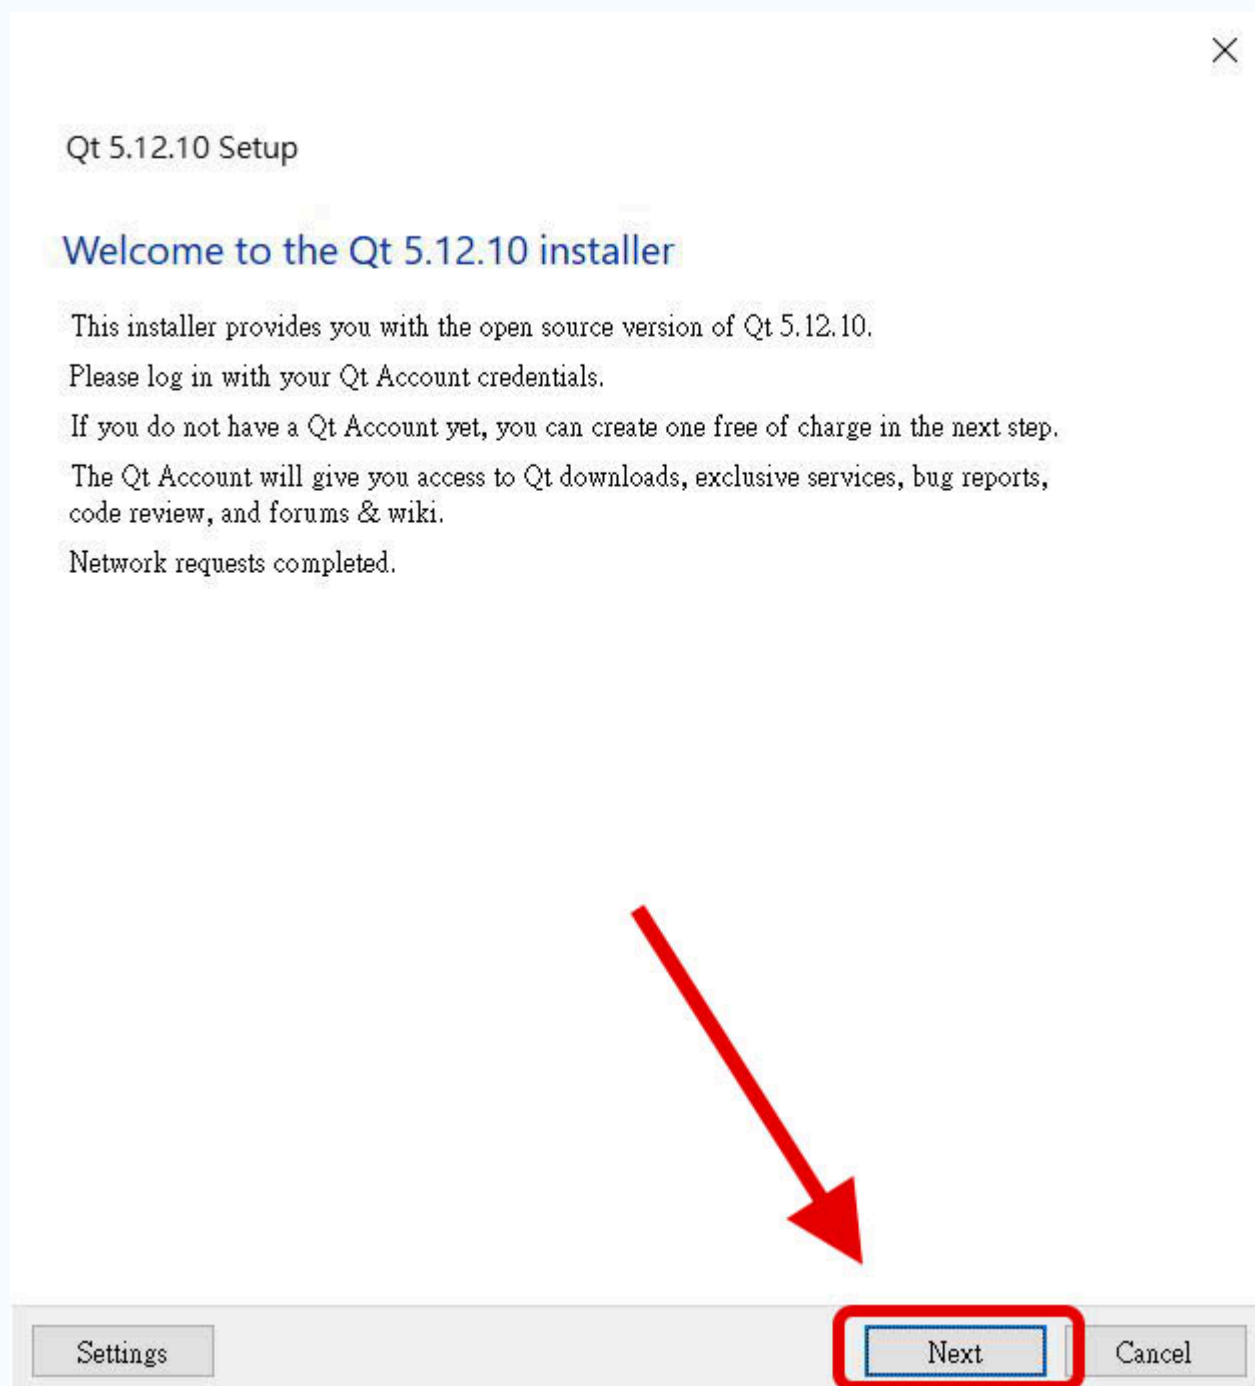 Qt 5.12.10 Setup
Welcome to the Qt 5.12.10 installer
This installer provides you with the open source version of Qt 5.12.10.
Please log in with your Qt Account credentials.
If you do not have a Qt Account yet, you can create one free of charge in the next step.
The Qt Account will give you access to Qt downloads, exclusive services, bug reports,
code review, and forums & wiki.
Network requests completed.
Settings
Next
Cancel